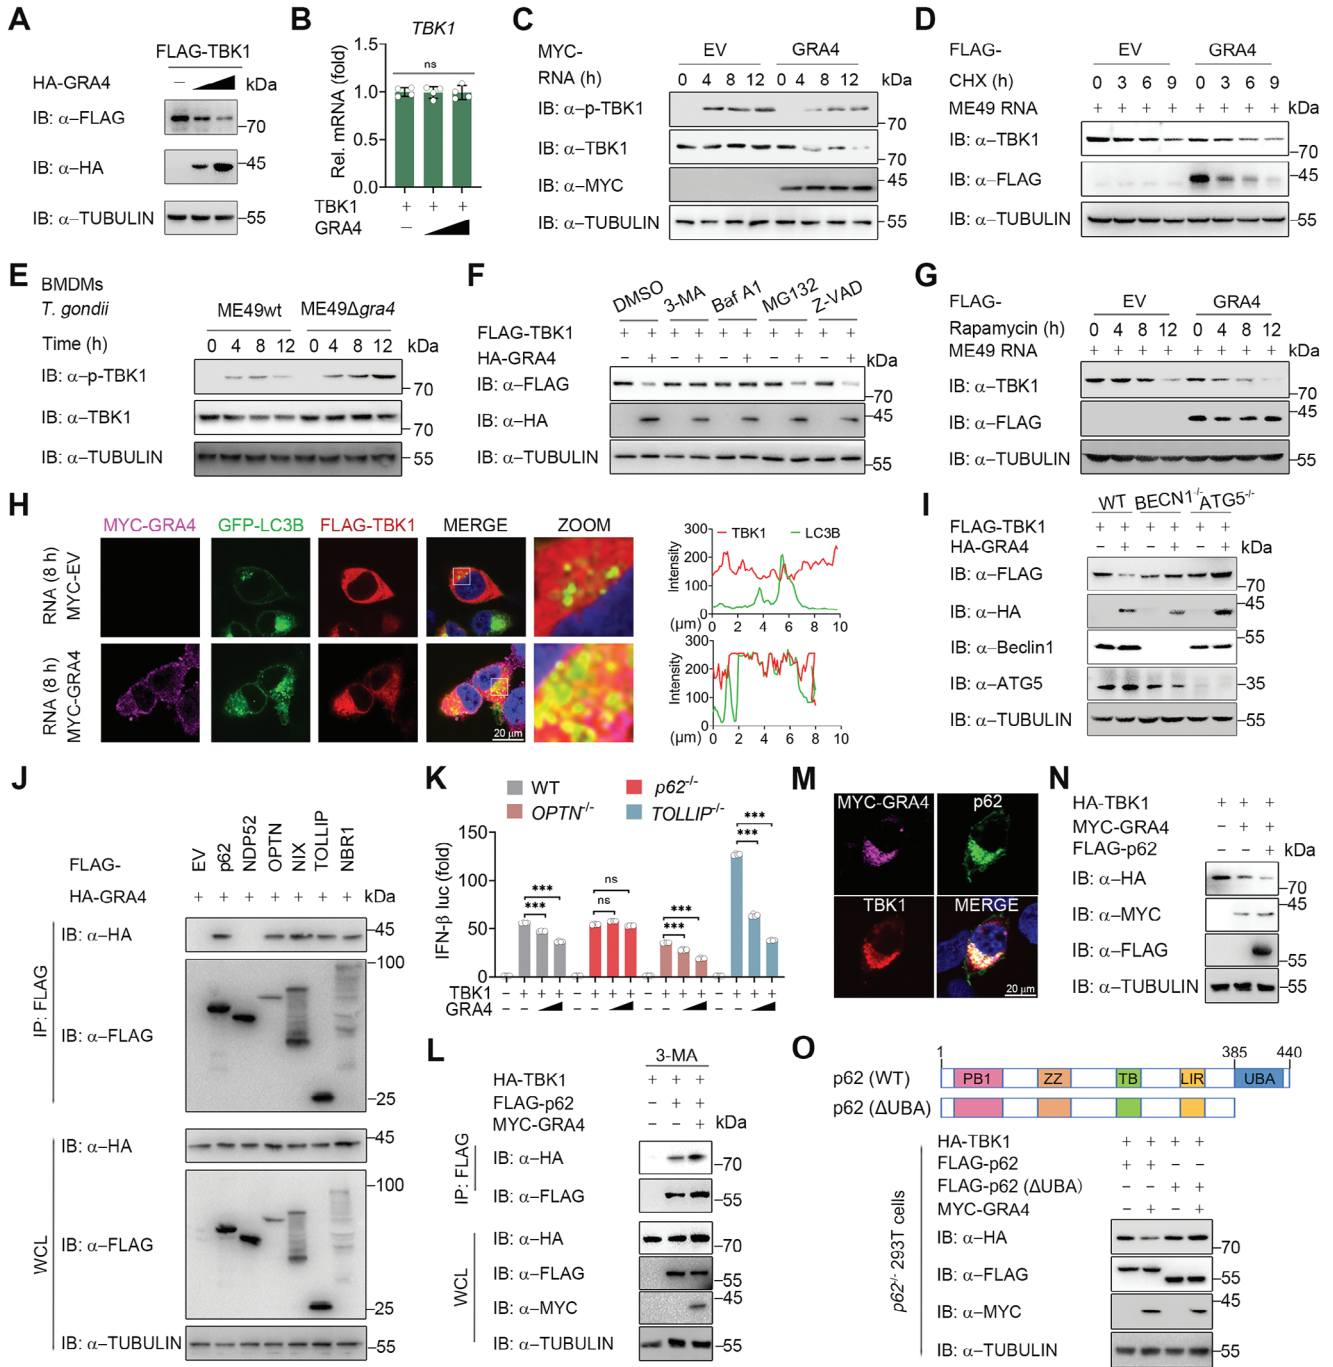 A
FLAG-TBK1
HA-GRA4 – kDa
IB: α–FLAG –70
IB: α–HA –45
IB: α–TUBULIN –55
B
TBK1
Rel. mRNA (fold)
1.5
1.0
0.5
0.0
ns
TBK1 + + +
GRA4 –
C
MYC- EV GRA4
RNA (h) 0 4 8 12 0 4 8 12 kDa
IB: α–p-TBK1 –70
IB: α–TBK1 –70
IB: α–MYC –45
IB: α–TUBULIN –55
D
FLAG- EV GRA4
CHX (h) 0 3 6 9 0 3 6 9
ME49 RNA + + + + + + + + kDa
IB: α–TBK1 –70
IB: α–FLAG –45
IB: α–TUBULIN –55
E
BMDMs
T. gondii ME49wt ME49Δgra4
Time (h) 0 4 8 12 0 4 8 12 kDa
IB: α–p-TBK1 –70
IB: α–TBK1 –70
IB: α–TUBULIN –55
F
DMSO 3-MA Baf A1 MG132 Z-VAD
FLAG-TBK1 + + + + + + + + + +
HA-GRA4 – + – + – + – + – + kDa
IB: α–FLAG –70
IB: α–HA –45
IB: α–TUBULIN –55
G
FLAG- EV GRA4
Rapamycin (h) 0 4 8 12 0 4 8 12
ME49 RNA + + + + + + + + kDa
IB: α–TBK1 –70
IB: α–FLAG –45
IB: α–TUBULIN –55
H
MYC-GRA4 GFP-LC3B FLAG-TBK1 MERGE ZOOM
RNA (8 h)
MYC-EV
RNA (8 h)
MYC-GRA4
20 μm
TBK1 LC3B
Intensity
300
200
100
0
(μm) 0 2 4 6 8 10
Intensity
300
200
100
0
(μm) 0 2 4 6 8 10
I
WT BECN1-/- ATG5-/-
FLAG-TBK1 + + + + + +
HA-GRA4 – + – + – + kDa
IB: α–FLAG –70
IB: α–HA –45
IB: α–Beclin1 –55
IB: α–ATG5 –35
IB: α–TUBULIN –55
J
FLAG- EV p62 NDP52 OPTN NIX TOLLIP NBR1
HA-GRA4 + + + + + + + kDa
IP: FLAG
IB: α–HA –45
–100
IB: α–FLAG
–25
WCL
IB: α–HA –45
–100
IB: α–FLAG
–25
IB: α–TUBULIN –55
K
WT p62-/-
OPTN-/- TOLLIP-/-
IFN-β luc (fold)
150
100
50
0
*** *** ns ns *** *** *** ***
TBK1 – + + + – + + + – + + + – + + +
GRA4 – – – – – – – –
L
3-MA
HA-TBK1 + + +
FLAG-p62 – + +
MYC-GRA4 – – + kDa
IP: FLAG
IB: α–HA –70
IB: α–FLAG –55
WCL
IB: α–HA –70
IB: α–FLAG –55
IB: α–MYC –45
IB: α–TUBULIN –55
M
MYC-GRA4 p62
TBK1 MERGE
20 μm
N
HA-TBK1 + + +
MYC-GRA4 – + +
FLAG-p62 – – + kDa
IB: α–HA –70
IB: α–MYC –45
IB: α–FLAG –55
IB: α–TUBULIN –55
O
1 385 440
p62 (WT) PB1 ZZ TB LIR UBA
p62 (ΔUBA)
p62-/- 293T cells
HA-TBK1 + + + +
FLAG-p62 + + – –
FLAG-p62 (ΔUBA) – – + +
MYC-GRA4 – + – + kDa
IB: α–HA –70
IB: α–FLAG –55
IB: α–MYC –45
IB: α–TUBULIN –55